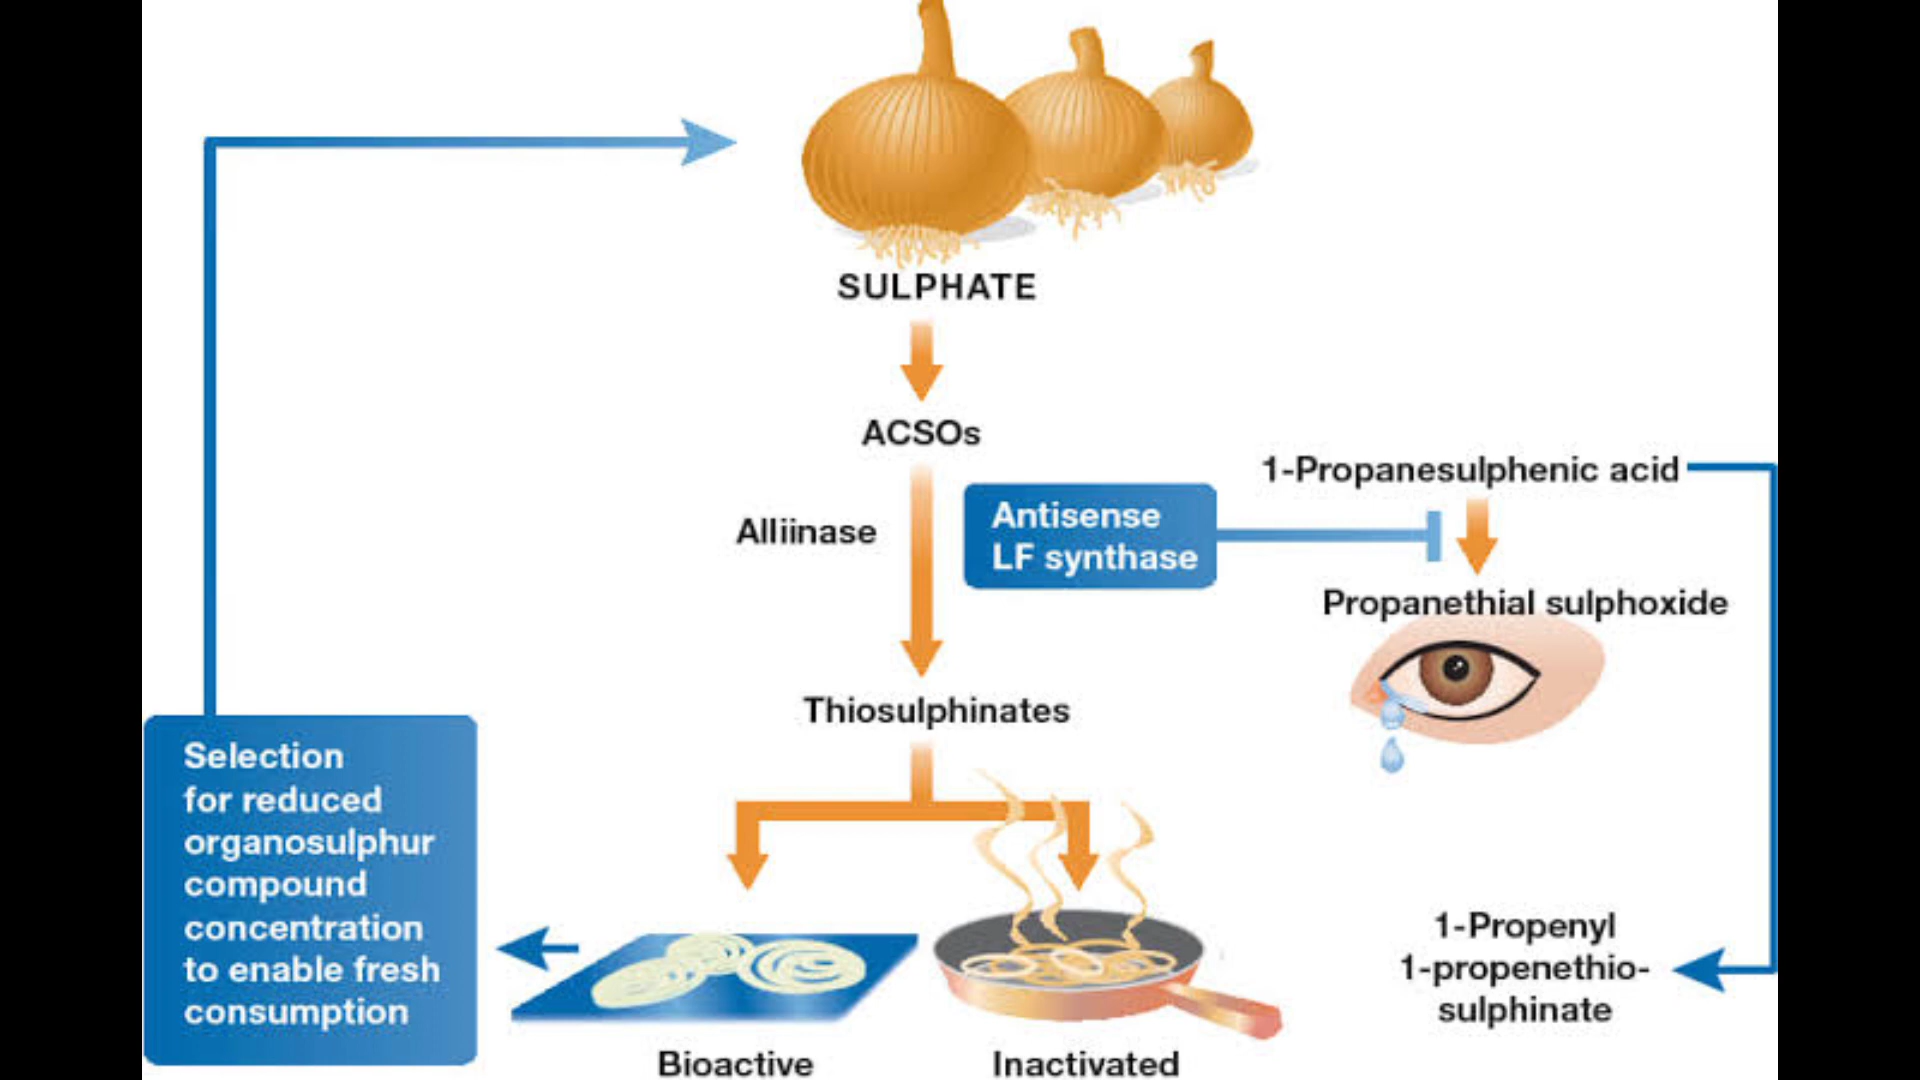 SULPHATE
ACSOs
Alliinase
Antisense
LF synthase
1-Propanesulphenic acid
Propanethial sulphoxide
Thiosulphinates
Selection
for reduced
organosulphur
compound
concentration
to enable fresh
consumption
Bioactive
Inactivated
1-Propenyl
1-propenethio-
sulphinate